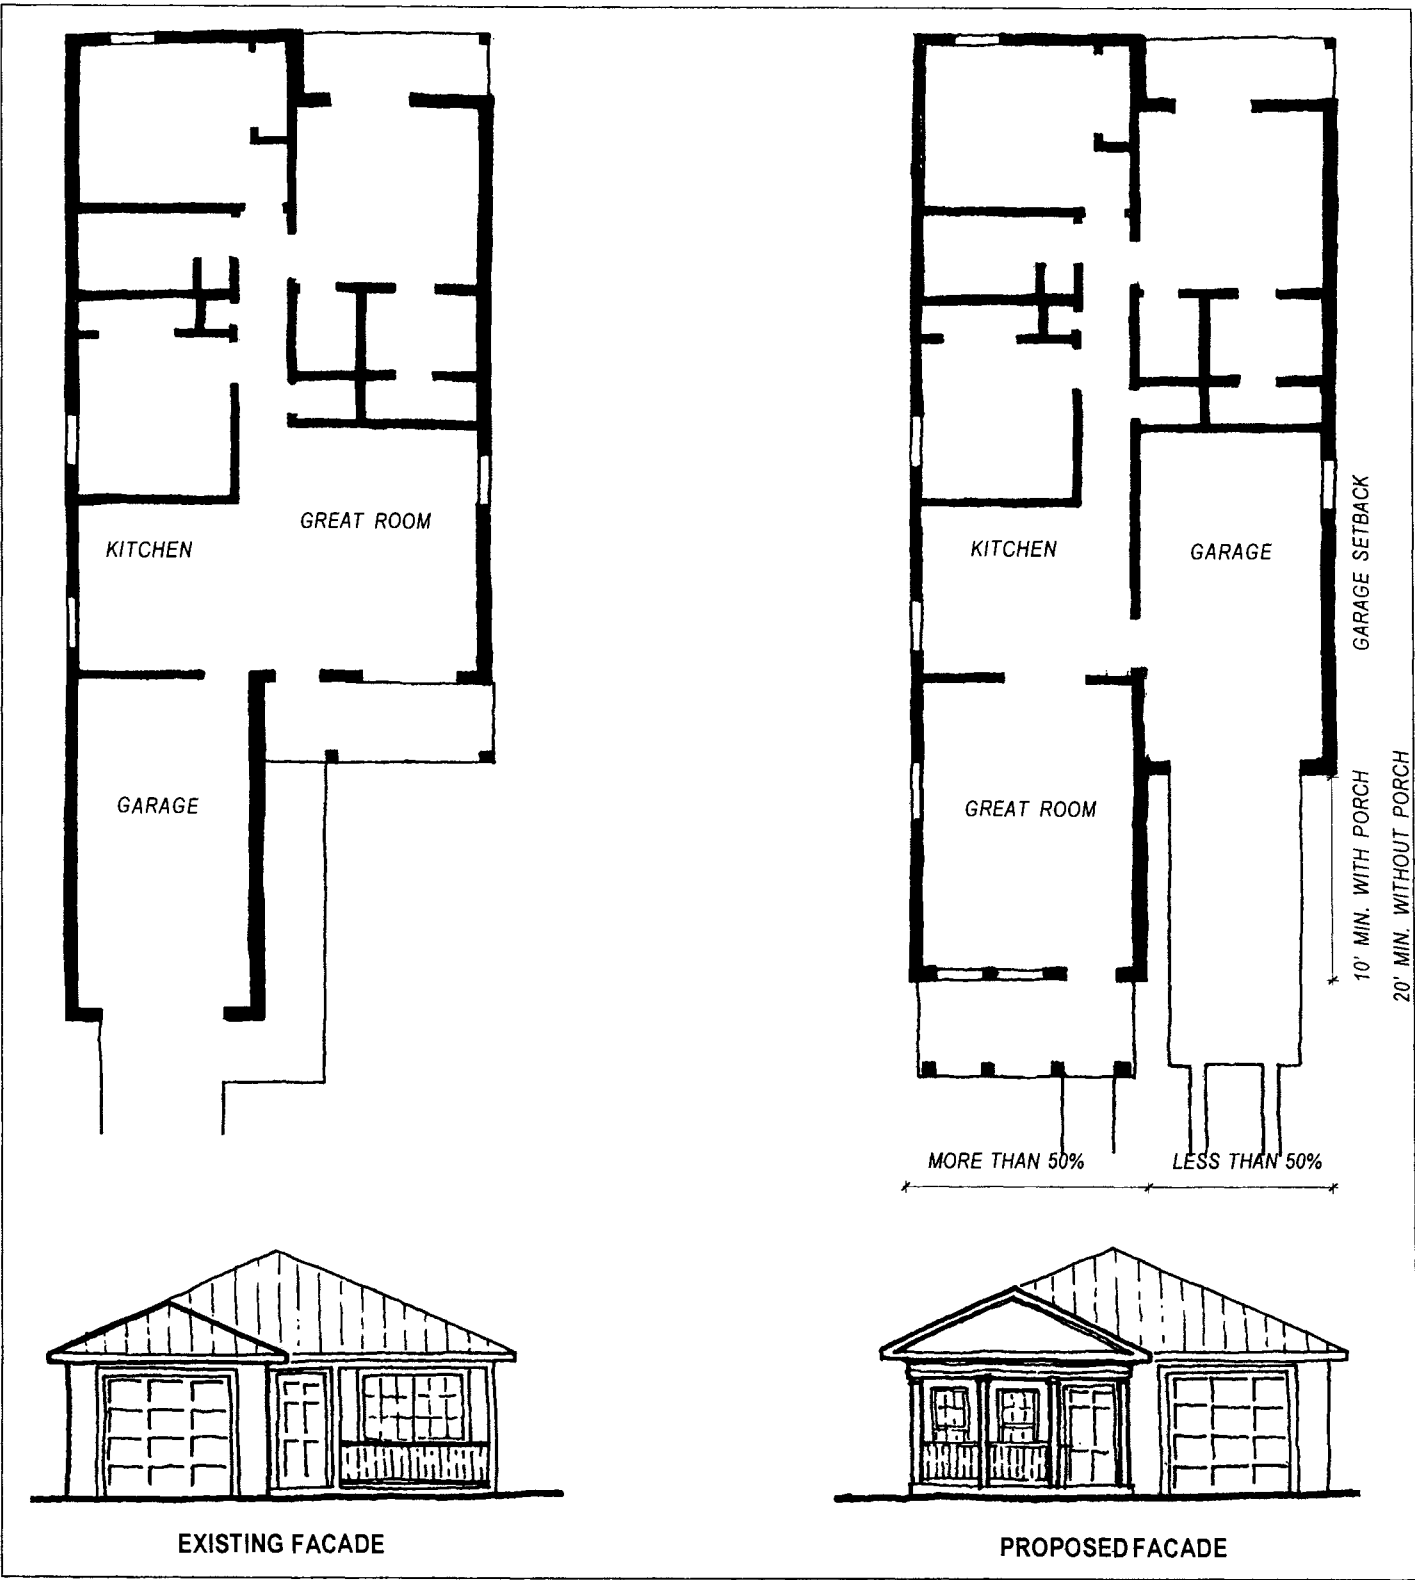 GREAT ROOM
KITCHEN
GARAGE
KITCHEN
GARAGE
GREAT ROOM
GARAGE SETBACK
10' MIN. WITH PORCH
20' MIN. WITHOUT PORCH
MORE THAN 50%
LESS THAN 50%
EXISTING FACADE
PROPOSED FACADE